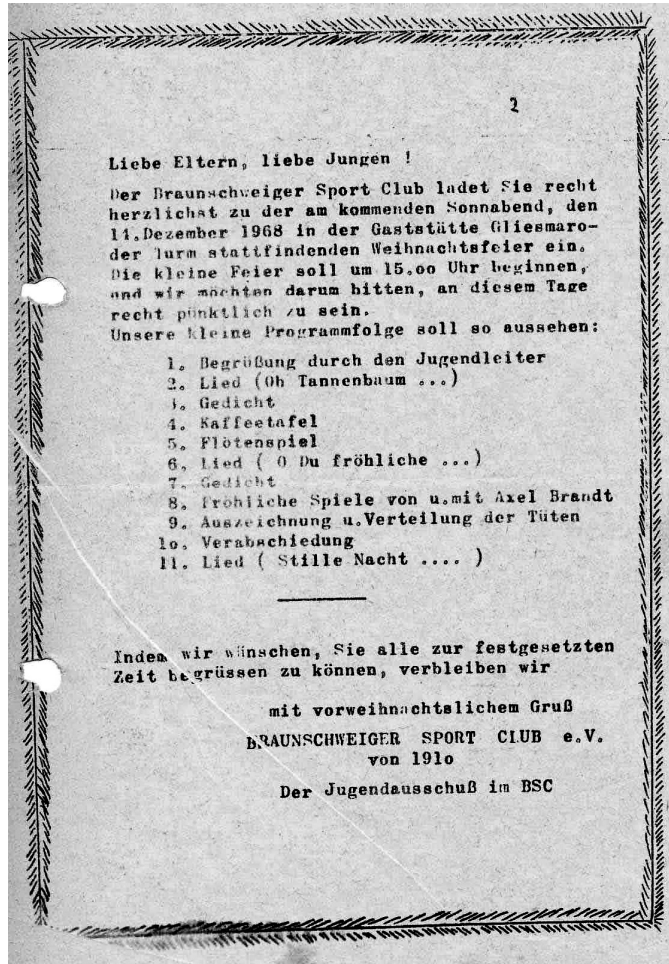 2
Liebe Eltern, liebe Jungen !
Der Braunschweiger Sport Club ladet Sie recht
herzlichst zu der am kommenden Sonnabend, den
14.Dezember 1968 in der Gaststätte Gliesmaro-
der Turm stattfindenden Weihnachtsfeier ein.
Die kleine Feier soll um 15.oo Uhr beginnen,
und wir möchten darum bitten, an diesem Tage
recht pünktlich zu sein.
Unsere kleine Programmfolge soll so aussehen:
1. Begrüßung durch den Jugendleiter
2. Lied (Oh Tannenbaum ...)
3. Gedicht
4. Kaffeetafel
5. Flötenspiel
6. Lied ( O Du fröhliche ...)
7. Gedicht
8. Fröhliche Spiele von u.mit Axel Brandt
9. Auszeichnung u.Verteilung der Tüten
1o. Verabschiedung
11. Lied ( Stille Nacht .... )
Indem wir wünschen, Sie alle zur festgesetzten
Zeit begrüssen zu können, verbleiben wir
mit vorweihnachtslichem Gruß
BRAUNSCHWEIGER SPORT CLUB e.V.
von 191o
Der Jugendausschuß im BSC